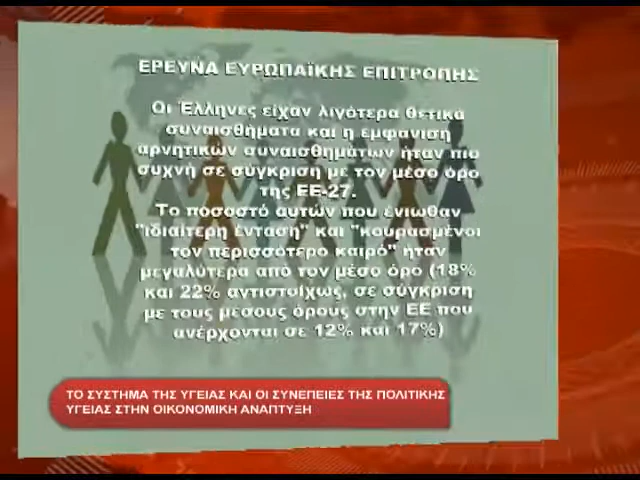 ΕΡΕΥΝΑ ΕΥΡΩΠΑΪΚΗΣ ΕΠΙΤΡΟΠΗΣ
Οι Έλληνες είχαν λιγότερα θετικά
συναισθήματα και η εμφάνιση
αρνητικών συναισθημάτων ήταν πιο
συχνή σε σύγκριση με τον μέσο όρο
της ΕΕ-27.
Το ποσοστό αυτών που ένιωθαν
"ιδιαίτερη ένταση" και "κουρασμένοι
τον περισσότερο καιρό" ήταν
μεγαλύτερα από τον μέσο όρο (18%
και 22% αντιστοίχως, σε σύγκριση
με τους μέσους όρους στην ΕΕ που
ανέρχονται σε 12% και 17%)
ΤΟ ΣΥΣΤΗΜΑ ΤΗΣ ΥΓΕΙΑΣ ΚΑΙ ΟΙ ΣΥΝΕΠΕΙΕΣ ΤΗΣ ΠΟΛΙΤΙΚΗΣ
ΥΓΕΙΑΣ ΣΤΗΝ ΟΙΚΟΝΟΜΙΚΗ ΑΝΑΠΤΥΞΗ